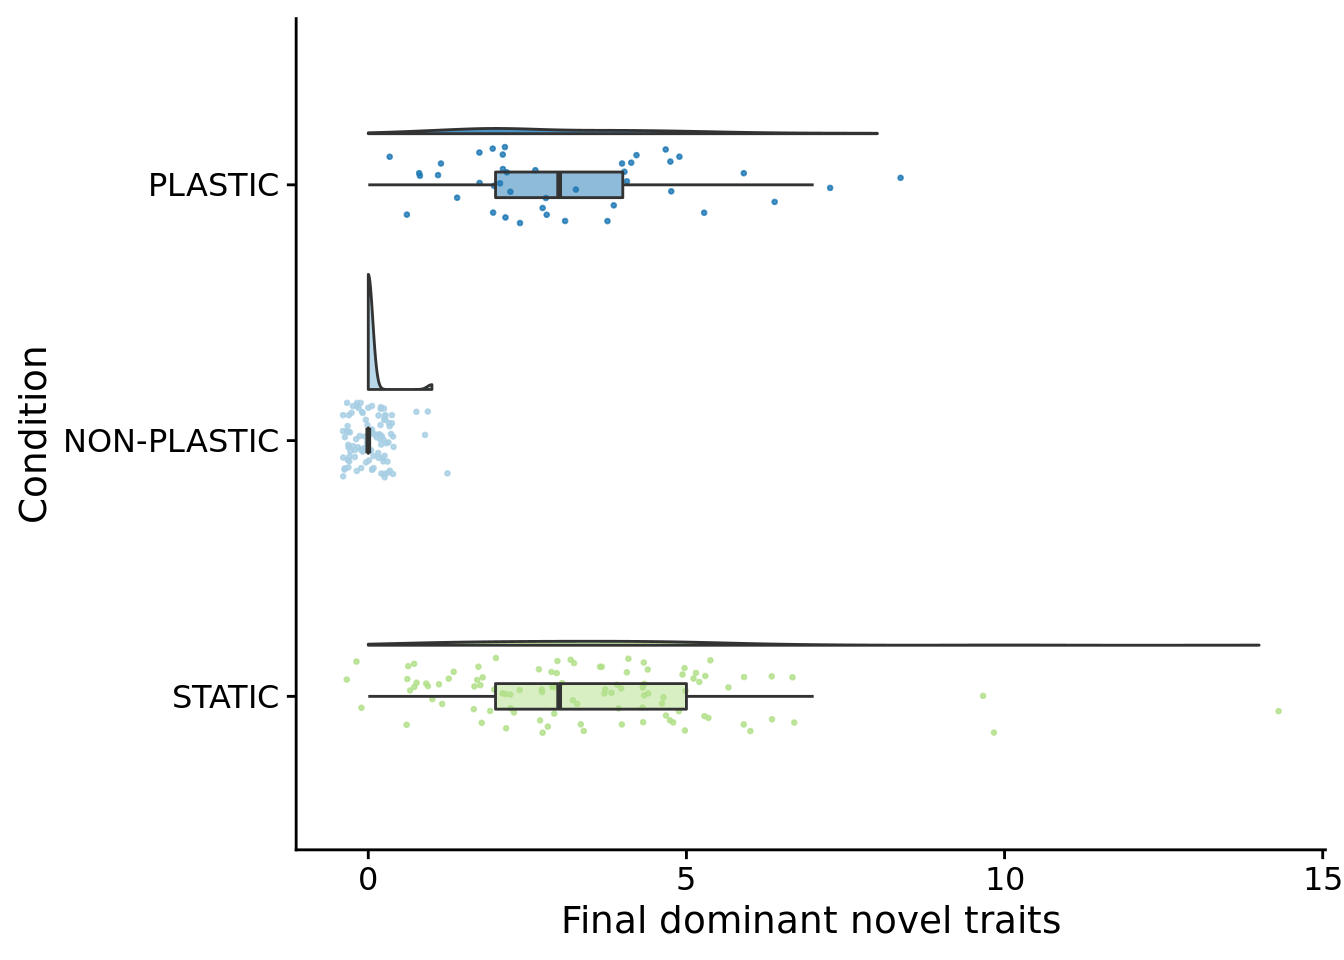 PLASTIC
NON-PLASTIC
STATIC
Condition
0 5 10 15
Final dominant novel traits